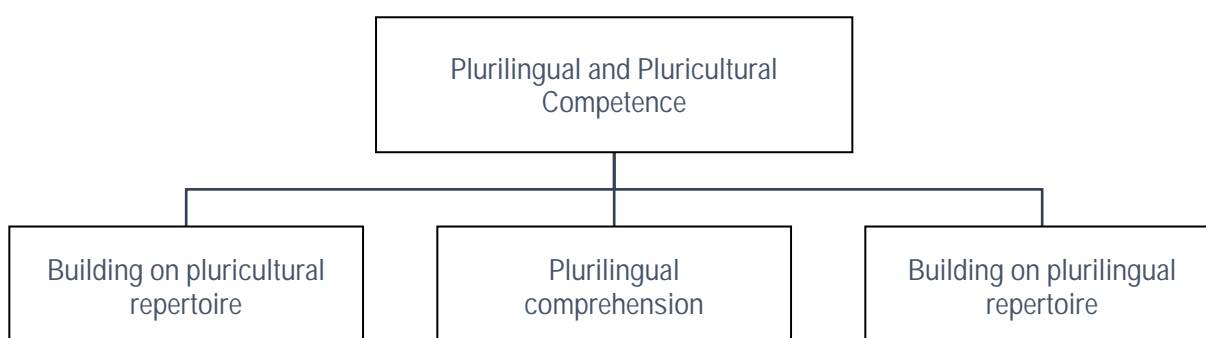 Plurilingual and Pluricultural
Competence
Building on pluricultural
repertoire
Plurilingual
comprehension
Building on plurilingual
repertoire